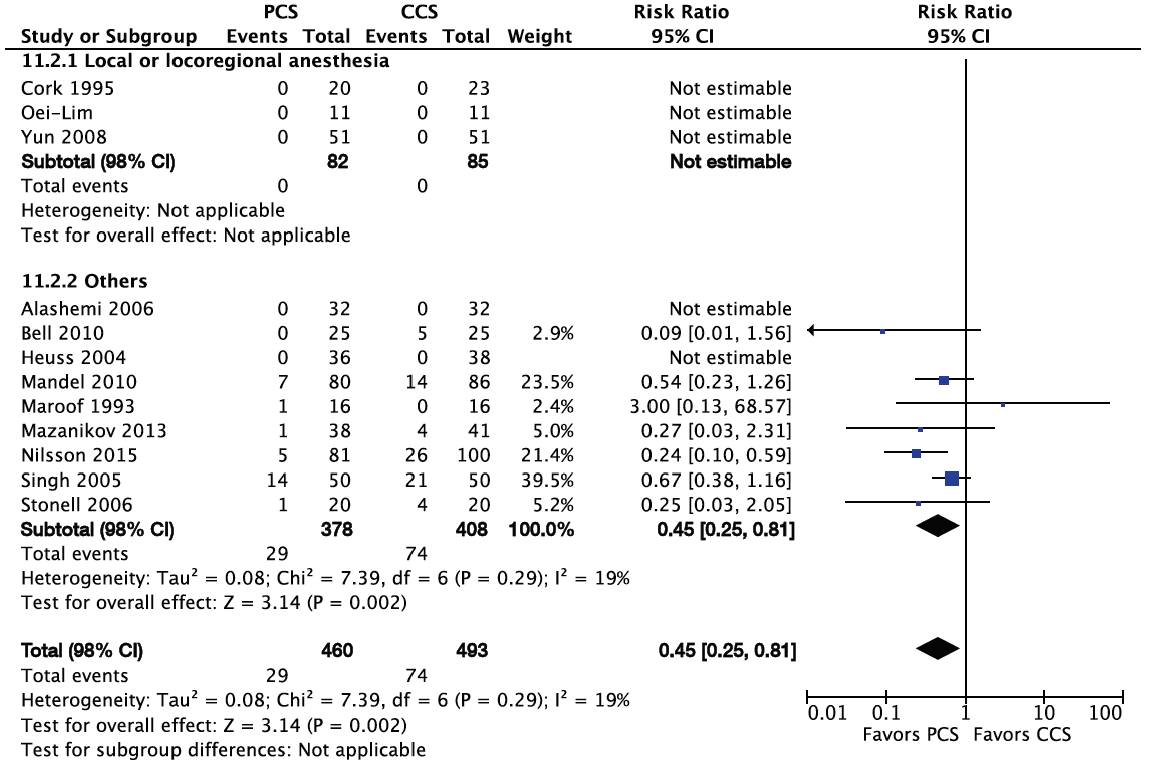 PCS CCS Risk Ratio Risk Ratio
Study or Subgroup Events Total Events Total Weight 95% CI 95% CI
11.2.1 Local or locoregional anesthesia
Cork 1995 0 20 0 23 Not estimable
Oei-Lim 0 11 0 11 Not estimable
Yun 2008 0 51 0 51 Not estimable
Subtotal (98% CI) 82 85 Not estimable
Total events 0 0
Heterogeneity: Not applicable
Test for overall effect: Not applicable
11.2.2 Others
Alashemi 2006 0 32 0 32 Not estimable
Bell 2010 0 25 5 25 2.9% 0.09 [0.01, 1.56]
Heuss 2004 0 36 0 38 Not estimable
Mandel 2010 7 80 14 86 23.5% 0.54 [0.23, 1.26]
Maroof 1993 1 16 0 16 2.4% 3.00 [0.13, 68.57]
Mazanikov 2013 1 38 4 41 5.0% 0.27 [0.03, 2.31]
Nilsson 2015 5 81 26 100 21.4% 0.24 [0.10, 0.59]
Singh 2005 14 50 21 50 39.5% 0.67 [0.38, 1.16]
Stonell 2006 1 20 4 20 5.2% 0.25 [0.03, 2.05]
Subtotal (98% CI) 378 408 100.0% 0.45 [0.25, 0.81]
Total events 29 74
Heterogeneity: Tau² = 0.08; Chi² = 7.39, df = 6 (P = 0.29); I² = 19%
Test for overall effect: Z = 3.14 (P = 0.002)
Total (98% CI) 460 493 0.45 [0.25, 0.81]
Total events 29 74
Heterogeneity: Tau² = 0.08; Chi² = 7.39, df = 6 (P = 0.29); I² = 19%
Test for overall effect: Z = 3.14 (P = 0.002)
Test for subgroup differences: Not applicable
0.01 0.1 1 10 100
Favors PCS Favors CCS